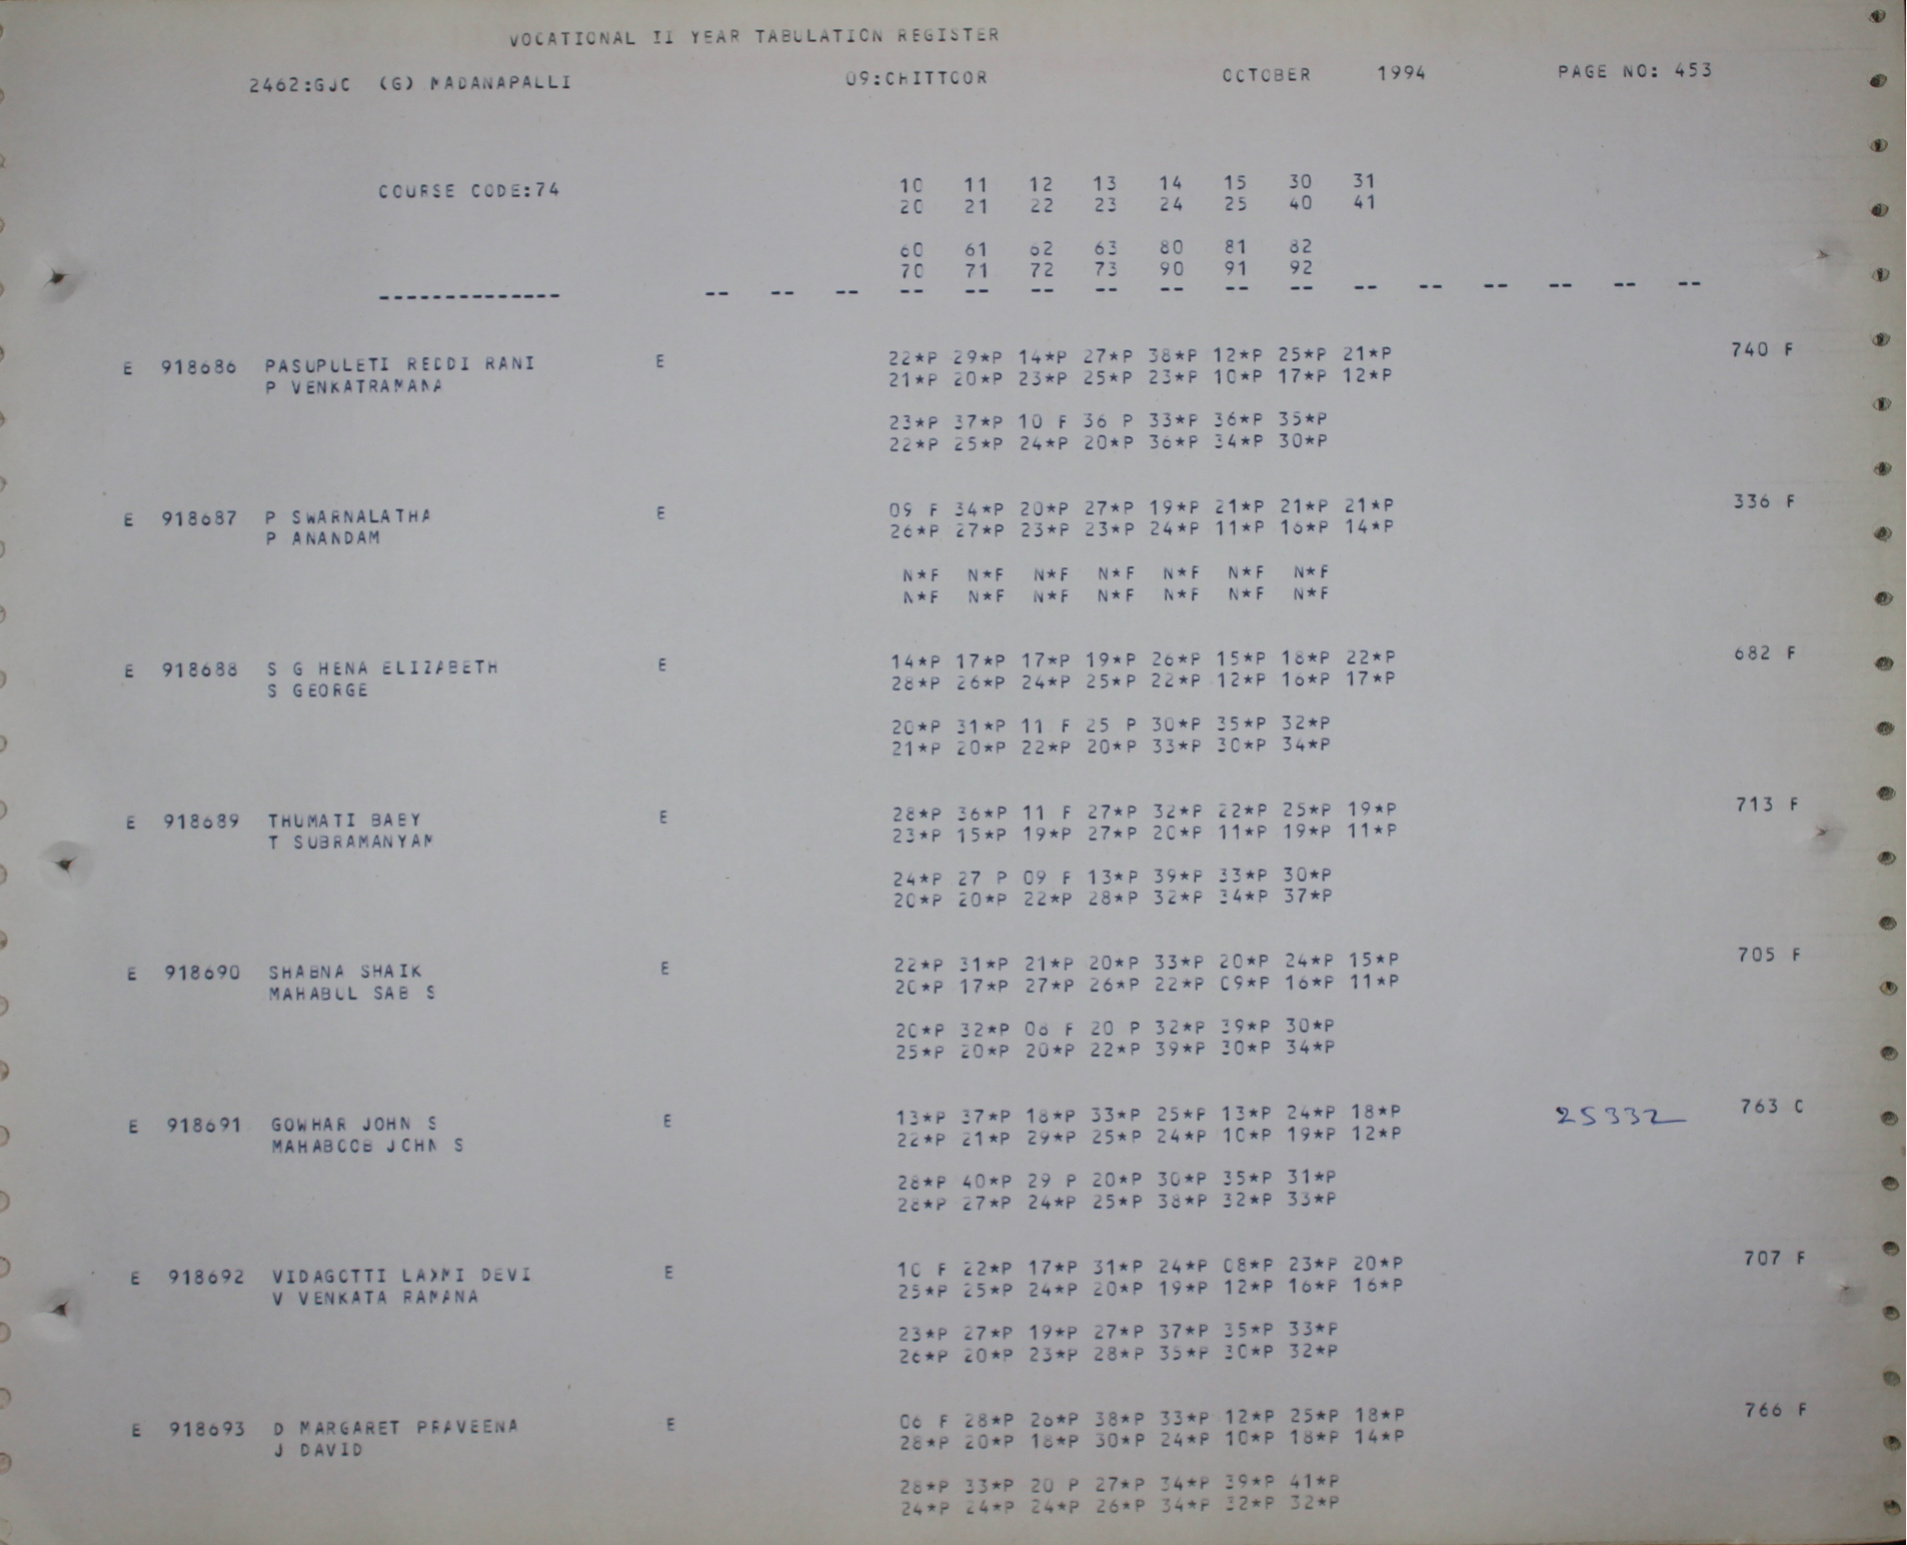 VOCATIONAL II YEAR TABULATION REGISTER
2462:GJC (G) MADANAPALLI 09:CHITTOOR OCTOBER 1994 PAGE NO: 453
COURSE CODE:74 10 11 12 13 14 15 30 31
20 21 22 23 24 25 40 41
60 61 62 63 80 81 82
70 71 72 73 90 91 92
-------------- -- -- -- -- -- -- -- -- -- -- -- -- -- -- -- --
E 918686 PASUPULETI REDDI RANI E 22*P 29*P 14*P 27*P 38*P 12*P 25*P 21*P 740 F
P VENKATRAMANA 21*P 20*P 23*P 25*P 23*P 10*P 17*P 12*P
23*P 37*P 10 F 36 P 33*P 36*P 35*P
22*P 25*P 24*P 20*P 36*P 34*P 30*P
E 918687 P SWARNALATHA E 09 F 34*P 20*P 27*P 19*P 21*P 21*P 21*P 336 F
P ANANDAM 26*P 27*P 23*P 23*P 24*P 11*P 16*P 14*P
N*F N*F N*F N*F N*F N*F N*F
N*F N*F N*F N*F N*F N*F N*F
E 918688 S G HENA ELIZABETH E 14*P 17*P 17*P 19*P 26*P 15*P 18*P 22*P 682 F
S GEORGE 28*P 26*P 24*P 25*P 22*P 12*P 16*P 17*P
20*P 31*P 11 F 25 P 30*P 35*P 32*P
21*P 20*P 22*P 20*P 33*P 30*P 34*P
E 918689 THUMATI BABY E 28*P 36*P 11 F 27*P 32*P 22*P 25*P 19*P 713 F
T SUBRAMANYAM 23*P 15*P 19*P 27*P 20*P 11*P 19*P 11*P
24*P 27 P 09 F 13*P 39*P 33*P 30*P
20*P 20*P 22*P 28*P 32*P 34*P 37*P
E 918690 SHABNA SHAIK E 22*P 31*P 21*P 20*P 33*P 20*P 24*P 15*P 705 F
MAHABUL SAB S 20*P 17*P 27*P 26*P 22*P 09*P 16*P 11*P
20*P 32*P 08 F 20 P 32*P 39*P 30*P
25*P 20*P 20*P 22*P 39*P 30*P 34*P
E 918691 GOWHAR JOHN S E 13*P 37*P 18*P 33*P 25*P 13*P 24*P 18*P 25332 763 C
MAHABOOB JOHN S 22*P 21*P 29*P 25*P 24*P 10*P 19*P 12*P
28*P 40*P 29 P 20*P 30*P 35*P 31*P
28*P 27*P 24*P 25*P 38*P 32*P 33*P
E 918692 VIDAGOTTI LAXMI DEVI E 10 F 22*P 17*P 31*P 24*P 08*P 23*P 20*P 707 F
V VENKATA RAMANA 25*P 25*P 24*P 20*P 19*P 12*P 16*P 16*P
23*P 27*P 19*P 27*P 37*P 35*P 33*P
26*P 20*P 23*P 28*P 35*P 30*P 32*P
E 918693 D MARGARET PRAVEENA E 06 F 28*P 26*P 38*P 33*P 12*P 25*P 18*P 766 F
J DAVID 28*P 20*P 18*P 30*P 24*P 10*P 18*P 14*P
28*P 33*P 20 P 27*P 34*P 39*P 41*P
24*P 24*P 24*P 26*P 34*P 32*P 32*P